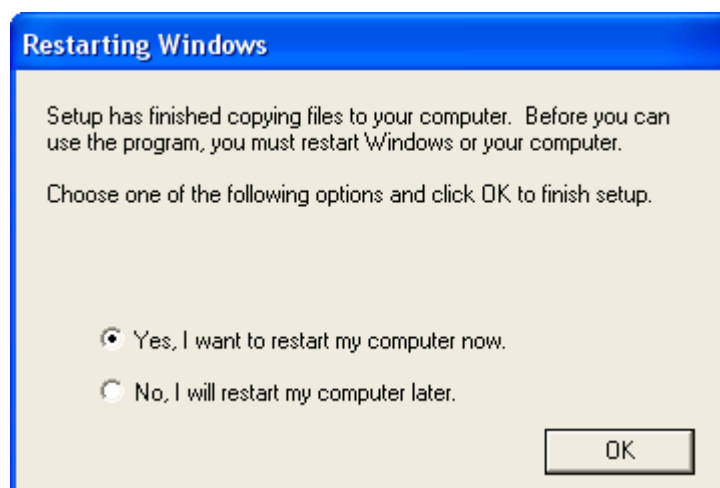 Restarting Windows
Setup has finished copying files to your computer.  Before you can
use the program, you must restart Windows or your computer.
Choose one of the following options and click OK to finish setup.
Yes, I want to restart my computer now.
No, I will restart my computer later.
OK